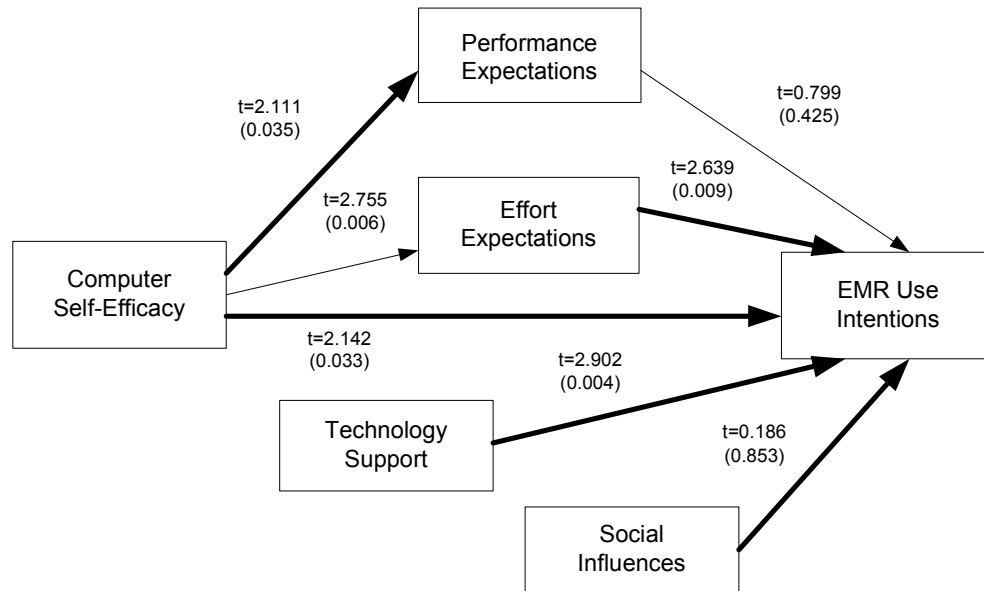 Performance
Expectations
t=2.111
(0.035)
t=0.799
(0.425)
t=2.755
(0.006)
Effort
Expectations
t=2.639
(0.009)
Computer
Self-Efficacy
EMR Use
Intentions
t=2.142
(0.033)
t=2.902
(0.004)
Technology
Support
t=0.186
(0.853)
Social
Influences